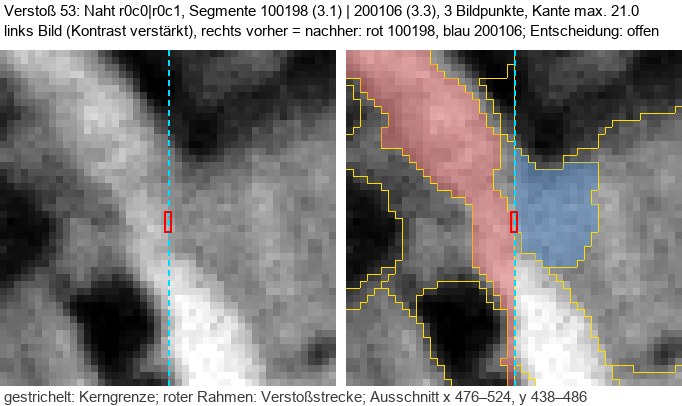 Verstoß 53: Naht r0c0|r0c1, Segmente 100198 (3.1) | 200106 (3.3), 3 Bildpunkte, Kante max. 21.0
links Bild (Kontrast verstärkt), rechts vorher = nachher: rot 100198, blau 200106; Entscheidung: offen
gestrichelt: Kerngrenze; roter Rahmen: Verstoßstrecke; Ausschnitt x 476–524, y 438–486